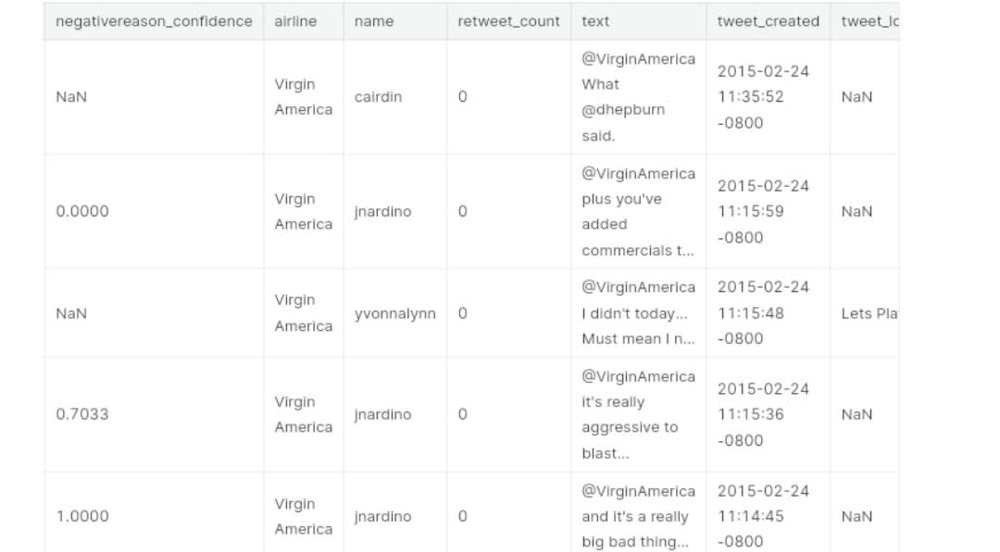 negativereason_confidence airline name retweet_count text tweet_created tweet_lc
NaN Virgin America cairdin 0 @VirginAmerica What @dhepburn said. 2015-02-24 11:35:52 -0800 NaN
0.0000 Virgin America jnardino 0 @VirginAmerica plus you've added commercials t... 2015-02-24 11:15:59 -0800 NaN
NaN Virgin America yvonnalynn 0 @VirginAmerica I didn't today... Must mean I n... 2015-02-24 11:15:48 -0800 Lets Pla
0.7033 Virgin America jnardino 0 @VirginAmerica it's really aggressive to blast... 2015-02-24 11:15:36 -0800 NaN
1.0000 Virgin America jnardino 0 @VirginAmerica and it's a really big bad thing... 2015-02-24 11:14:45 -0800 NaN